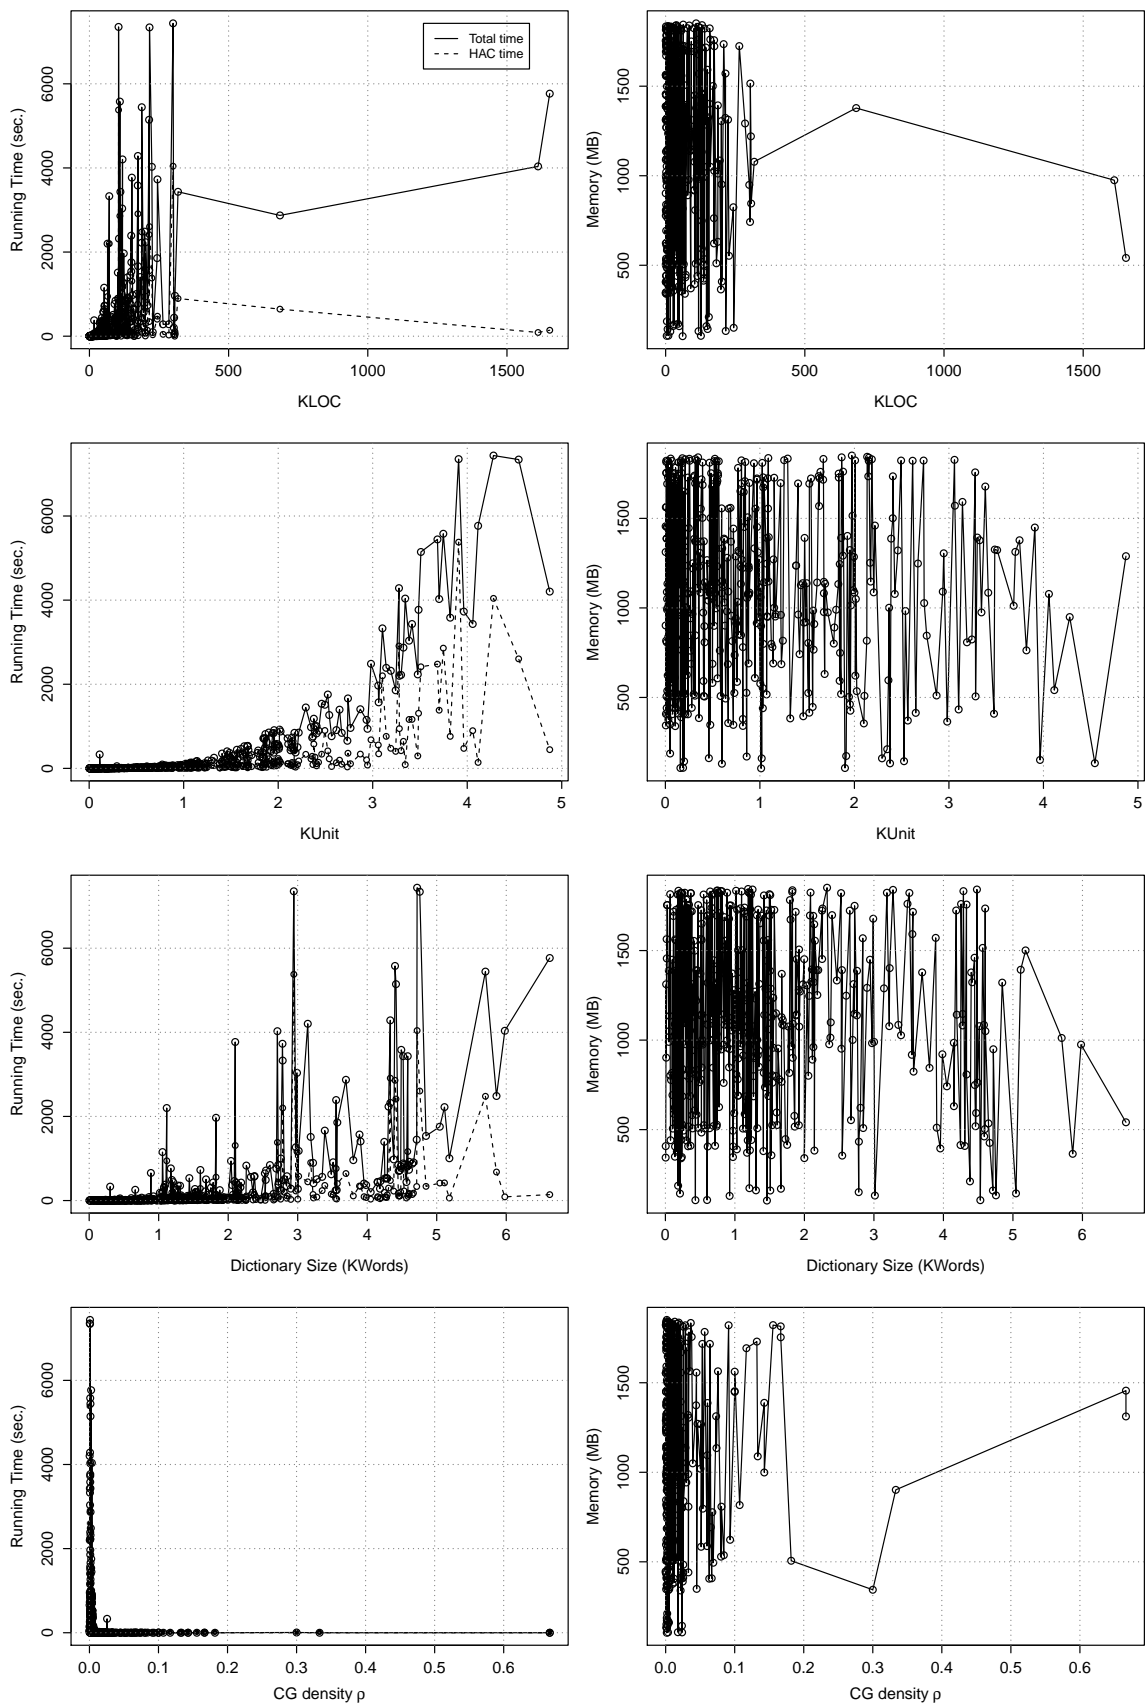 Running Time (sec.)
0 2000 4000 6000
Total time
HAC time
0 500 1000 1500
KLOC
Memory (MB)
500 1000 1500
0 500 1000 1500
KLOC
Running Time (sec.)
0 2000 4000 6000
0 1 2 3 4 5
KUnit
Memory (MB)
500 1000 1500
0 1 2 3 4 5
KUnit
Running Time (sec.)
0 2000 4000 6000
0 1 2 3 4 5 6
Dictionary Size (KWords)
Memory (MB)
500 1000 1500
0 1 2 3 4 5 6
Dictionary Size (KWords)
Running Time (sec.)
0 2000 4000 6000
0.0 0.1 0.2 0.3 0.4 0.5 0.6
CG density ρ
Memory (MB)
500 1000 1500
0.0 0.1 0.2 0.3 0.4 0.5 0.6
CG density ρ